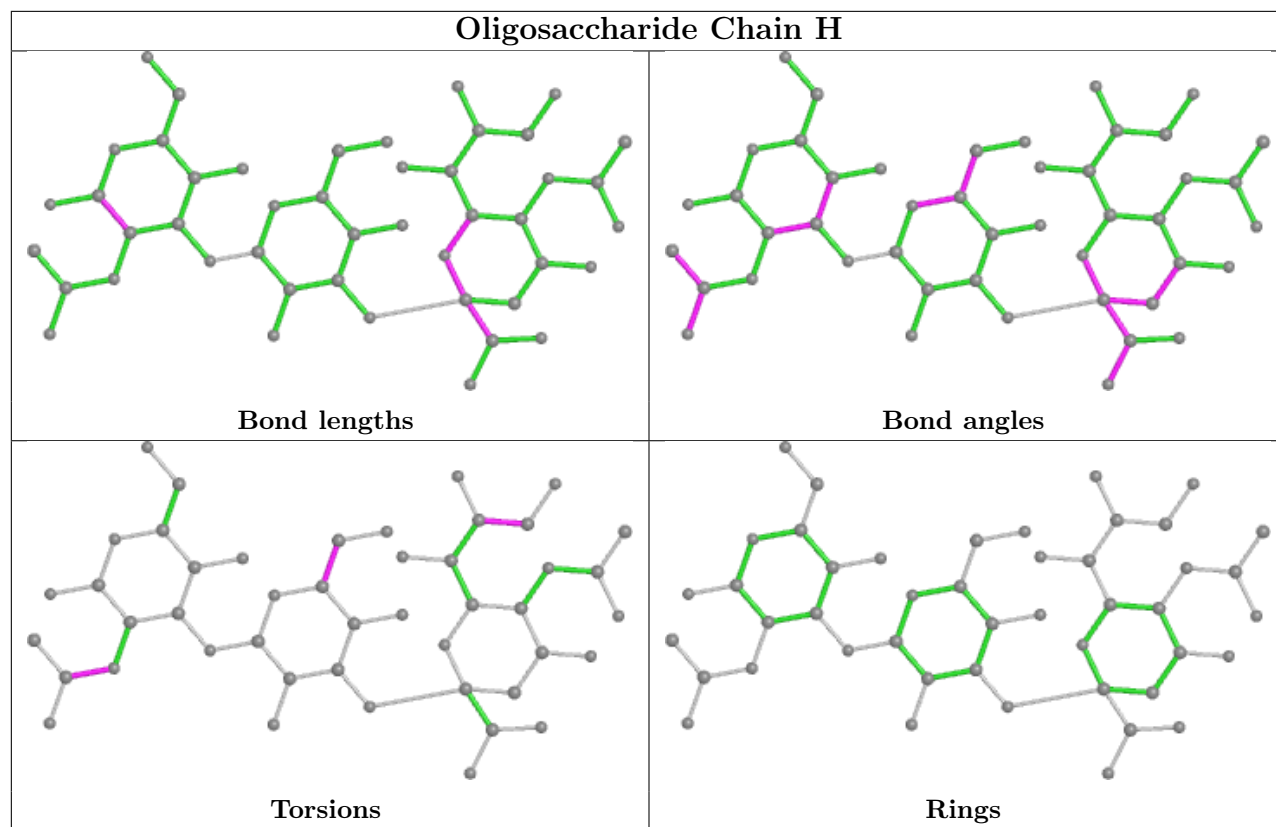 Oligosaccharide Chain H
Bond lengths
Bond angles
Torsions
Rings